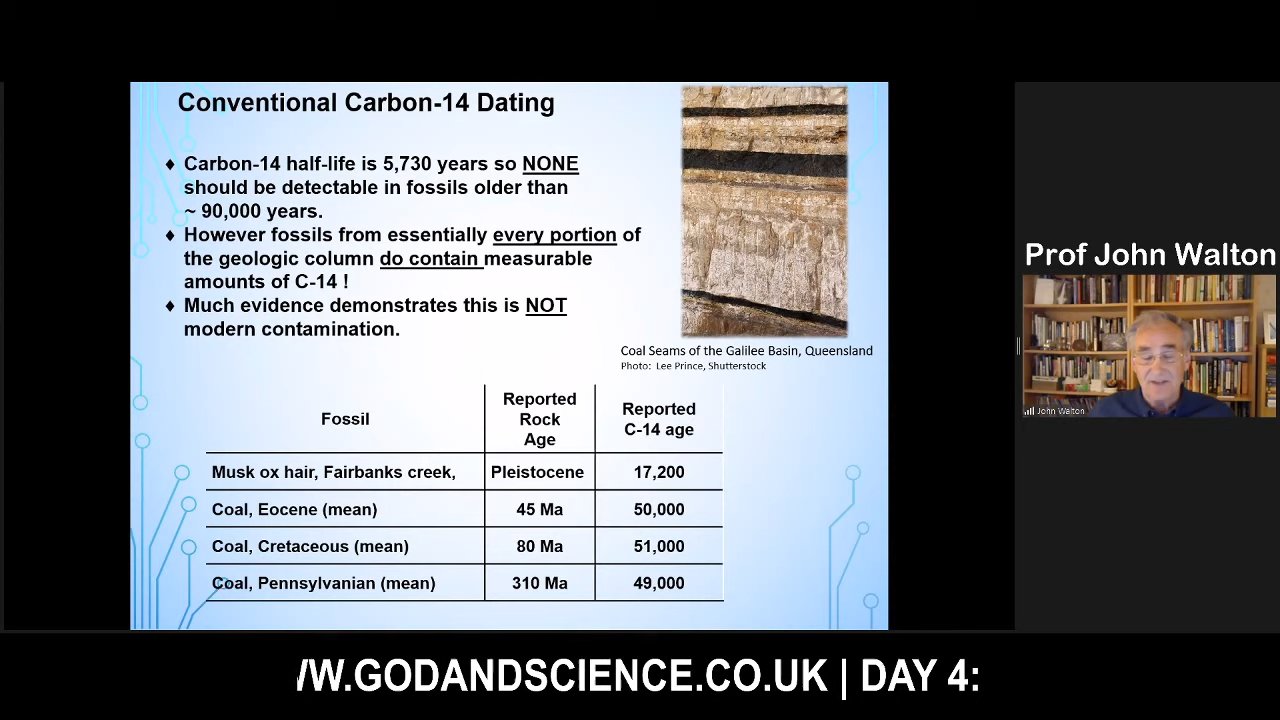 Conventional Carbon-14 Dating
♦ Carbon-14 half-life is 5,730 years so NONE
should be detectable in fossils older than
~ 90,000 years.
♦ However fossils from essentially every portion of
the geologic column do contain measurable
amounts of C-14 !
♦ Much evidence demonstrates this is NOT
modern contamination.
Coal Seams of the Galilee Basin, Queensland
Photo: Lee Prince, Shutterstock
Fossil
Reported
Rock
Age
Reported
C-14 age
Musk ox hair, Fairbanks creek, Pleistocene 17,200
Coal, Eocene (mean) 45 Ma 50,000
Coal, Cretaceous (mean) 80 Ma 51,000
Coal, Pennsylvanian (mean) 310 Ma 49,000
Prof John Walton
John Walton
/W.GODANDSCIENCE.CO.UK | DAY 4: